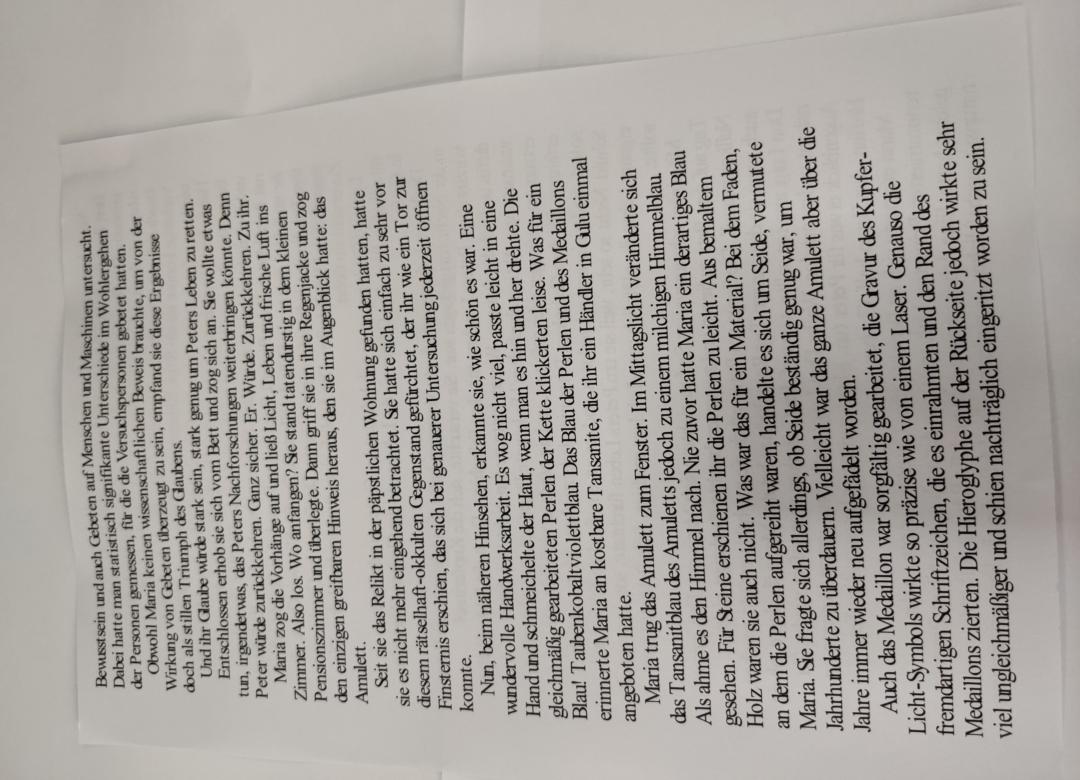 Bewusstsein und auch Gebeten auf Menschen und Maschinen untersucht.
Dabei hatte man statistisch signifikante Unterschiede im Wohlergehen
der Personen gemessen, für die die Versuchspersonen gebetet hatten.
Obwohl Maria keinen wissenschaftlichen Beweis brauchte, um von der
Wirkung von Gebeten überzeugt zu sein, empfand sie diese Ergebnisse
doch als stillen Triumph des Glaubens.
Und Ihr Glaube würde stark sein, stark genug um Peters Leben zu retten.
Entschlossen erhob sie sich vom Bett und zog sich an. Sie wollte etwas
tun, irgendetwas, das Peters Nachforschungen weiterbringen könnte. Denn
Peter würde zurückkehren. Ganz sicher. Er. Würde. Zurückkehren. Zu ihr.
Maria zog die Vorhänge auf und ließ Licht, Leben und frische Luft ins
Zimmer. Also los. Wo anfangen? Sie stand tatendurstig in dem kleinen
Pensionszimmer und überlegte. Dann griff sie in ihre Regenjacke und zog
den einzigen greifbaren Hinweis heraus, den sie im Augenblick hatte: das
Amulett.
Seit sie das Relikt in der päpstlichen Wohnung gefunden hatten, hatte
sie es nicht mehr eingehend betrachtet. Sie hatte sich einfach zu sehr vor
diesem rätselhaft-okkulten Gegenstand gefürchtet, der ihr wie ein Tor zur
Finsternis erschien, das sich bei genauerer Untersuchung jederzeit öffnen
konnte.
Nun, beim näheren Hinsehen, erkannte sie, wie schön es war. Eine
wundervolle Handwerksarbeit. Es wog nicht viel, passte leicht in eine
Hand und schmeichelte der Haut, wenn man es hin und her drehte. Die
gleichmäßig gearbeiteten Perlen der Kette klickerten leise. Was für ein
Blau! Taubenkobaltviolettblau. Das Blau der Perlen und des Medaillons
erinnerte Maria an kostbare Tansanite, die ihr ein Händler in Gulu einmal
angeboten hatte.
Maria trug das Amulett zum Fenster. Im Mittagslicht veränderte sich
das Tansanitblau des Amuletts jedoch zu einem milchigen Himmelblau.
Als ahme es den Himmel nach. Nie zuvor hatte Maria ein derartiges Blau
gesehen. Für Steine erschienen ihr die Perlen zu leicht. Aus bemaltem
Holz waren sie auch nicht. Was war das für ein Material? Bei dem Faden,
an dem die Perlen aufgereiht waren, handelte es sich um Seide, vermutete
Maria. Sie fragte sich allerdings, ob Seide beständig genug war, um
Jahrhunderte zu überdauern. Vielleicht war das ganze Amulett aber über die
Jahre immer wieder neu aufgefädelt worden.
Auch das Medaillon war sorgfältig gearbeitet, die Gravur des Kupfer-
Licht-Symbols wirkte so präzise wie von einem Laser. Genauso die
fremdartigen Schriftzeichen, die es einrahmten und den Rand des
Medaillons zierten. Die Hieroglyphe auf der Rückseite jedoch wirkte sehr
viel ungleichmäßiger und schien nachträglich eingeritzt worden zu sein.